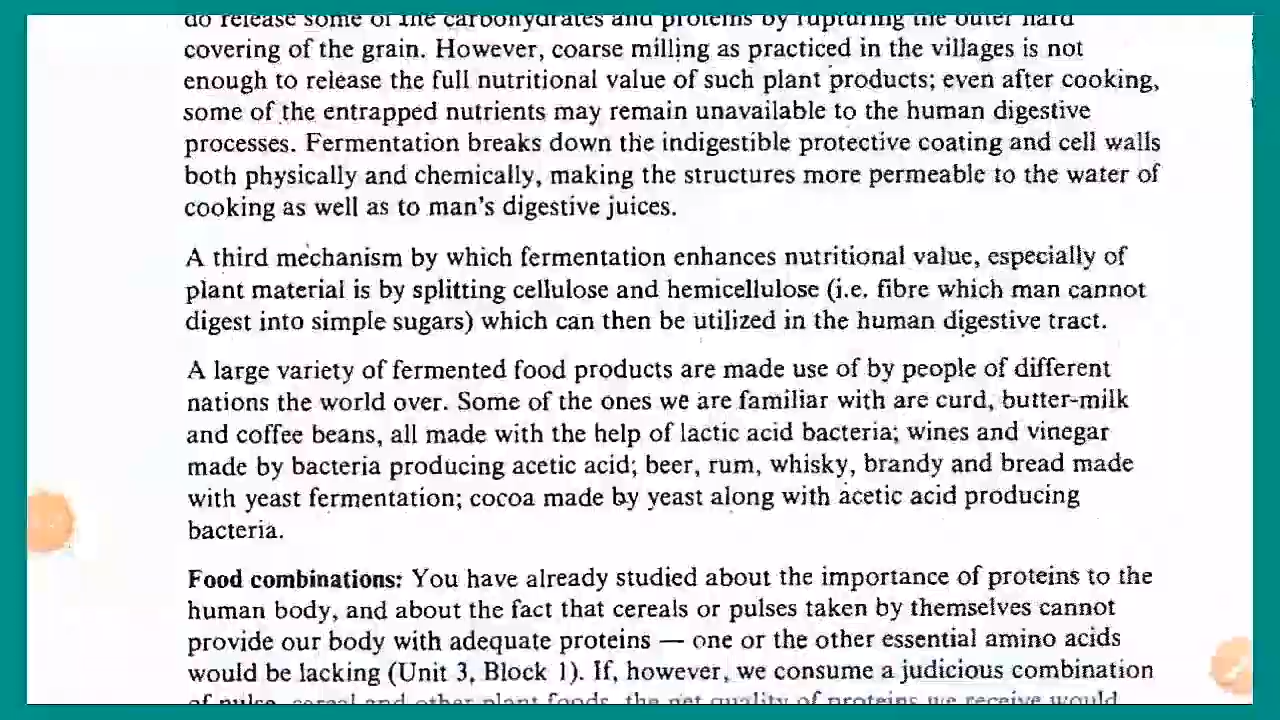 do release some of the carbohydrates and proteins by rupturing the outer hard
covering of the grain. However, coarse milling as practiced in the villages is not
enough to release the full nutritional value of such plant products; even after cooking,
some of the entrapped nutrients may remain unavailable to the human digestive
processes. Fermentation breaks down the indigestible protective coating and cell walls
both physically and chemically, making the structures more permeable to the water of
cooking as well as to man's digestive juices.
A third mechanism by which fermentation enhances nutritional value, especially of
plant material is by splitting cellulose and hemicellulose (i.e. fibre which man cannot
digest into simple sugars) which can then be utilized in the human digestive tract.
A large variety of fermented food products are made use of by people of different
nations the world over. Some of the ones we are familiar with are curd, butter-milk
and coffee beans, all made with the help of lactic acid bacteria; wines and vinegar
made by bacteria producing acetic acid; beer, rum, whisky, brandy and bread made
with yeast fermentation; cocoa made by yeast along with acetic acid producing
bacteria.
Food combinations: You have already studied about the importance of proteins to the
human body, and about the fact that cereals or pulses taken by themselves cannot
provide our body with adequate proteins — one or the other essential amino acids
would be lacking (Unit 3, Block 1). If, however, we consume a judicious combination
of pulse, cereal and other plant foods, the net quality of proteins we receive would